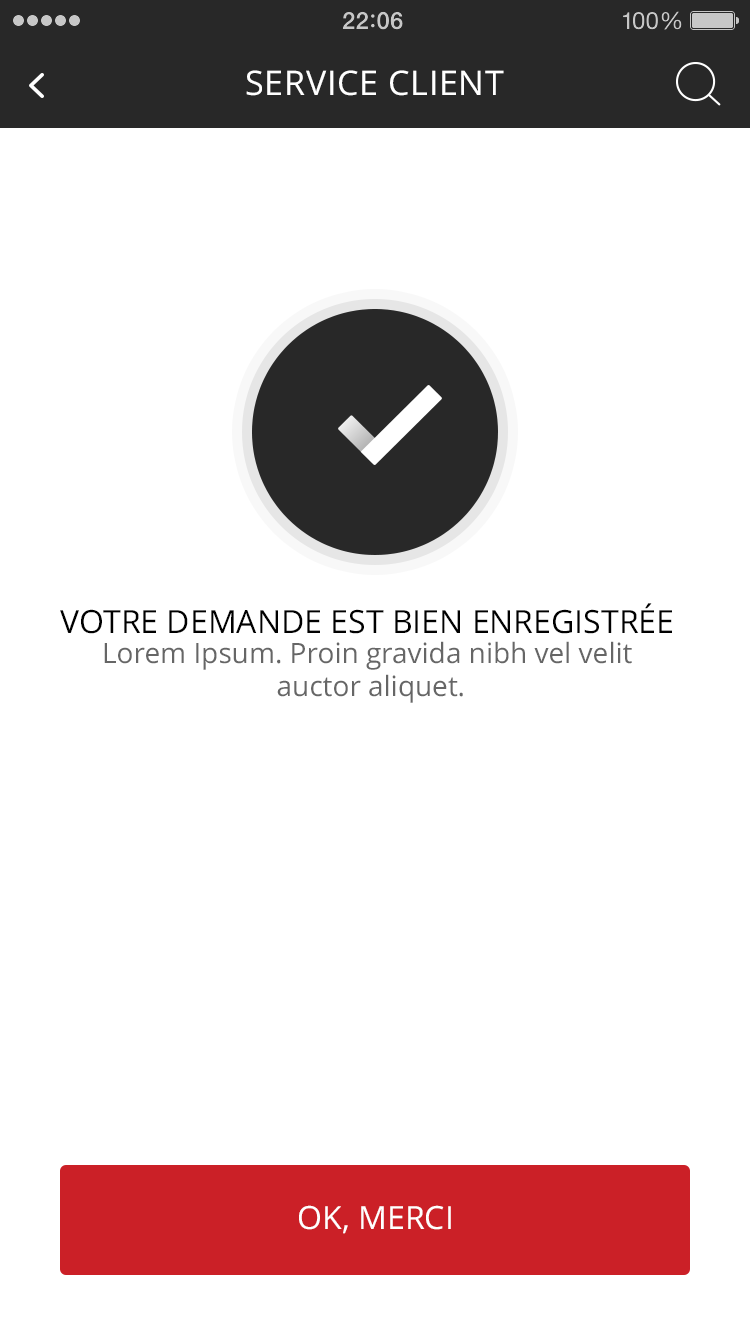 22:06
100%
SERVICE CLIENT
VOTRE DEMANDE EST BIEN ENREGISTRÉE
Lorem Ipsum. Proin gravida nibh vel velit
auctor aliquet.
OK, MERCI